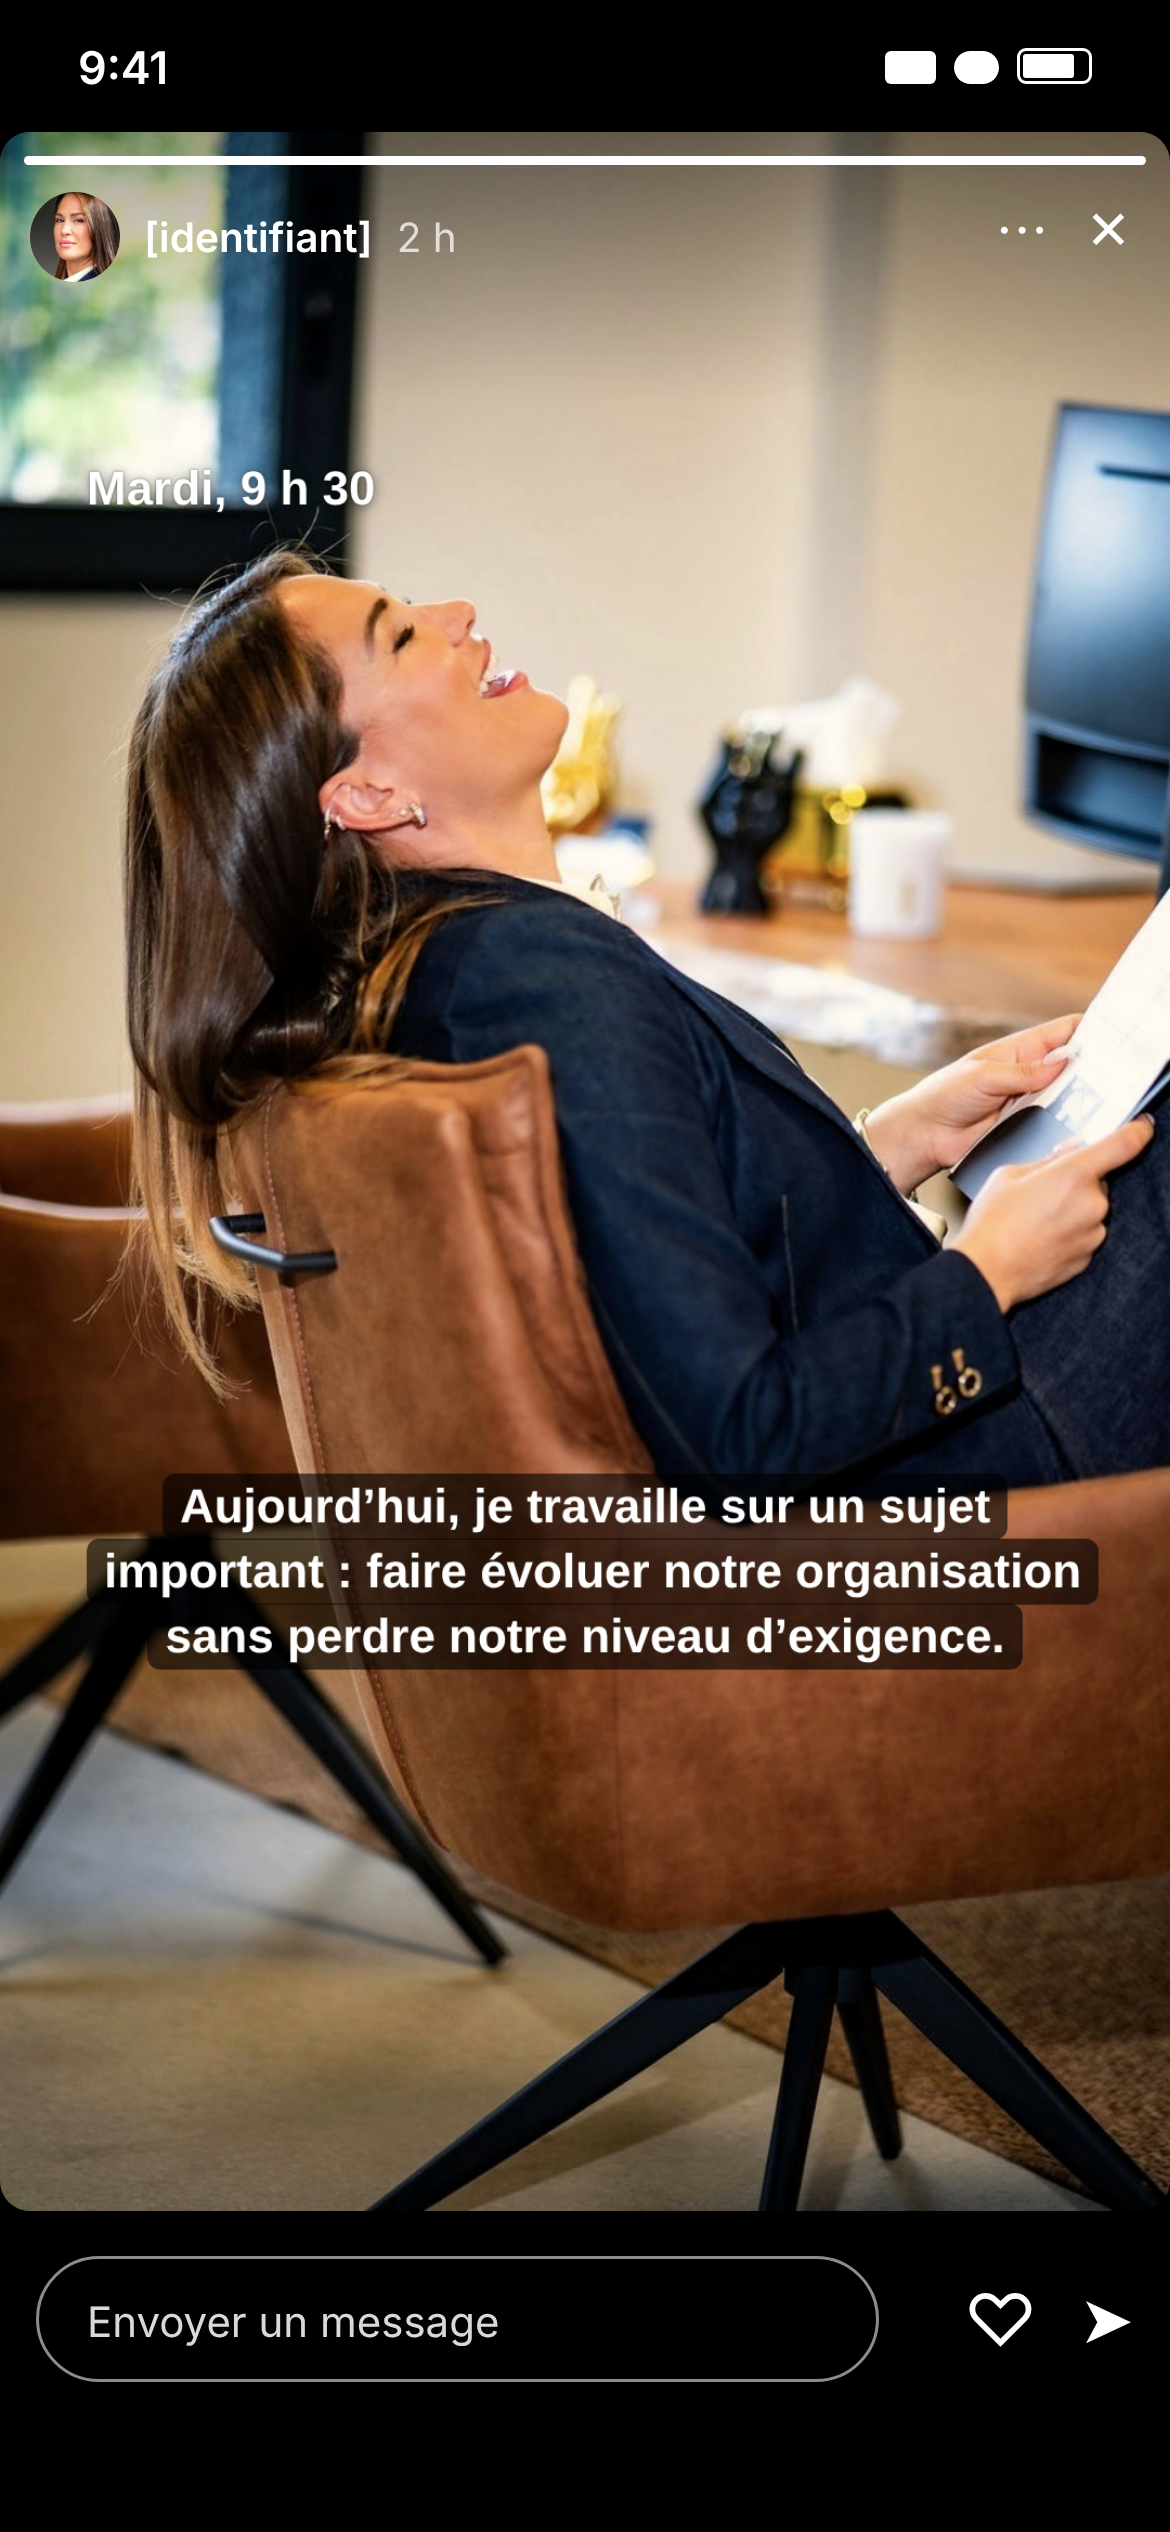 9:41
[identifiant] 2 h
Mardi, 9 h 30
Aujourd’hui, je travaille sur un sujet
important : faire évoluer notre organisation
sans perdre notre niveau d’exigence.
Envoyer un message